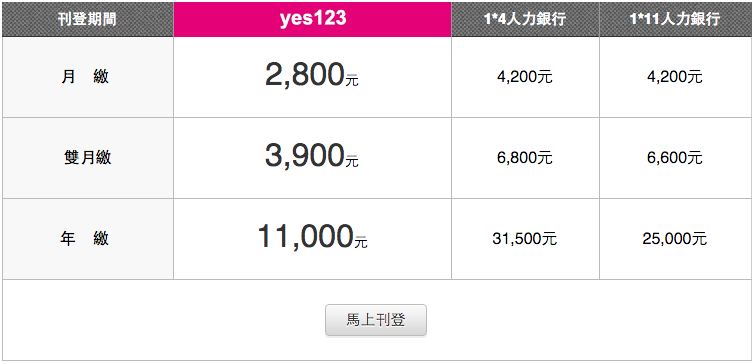 刊登期間 yes123 1*4人力銀行 1*11人力銀行
月 繳 2,800元 4,200元 4,200元
雙月繳 3,900元 6,800元 6,600元
年 繳 11,000元 31,500元 25,000元
馬上刊登